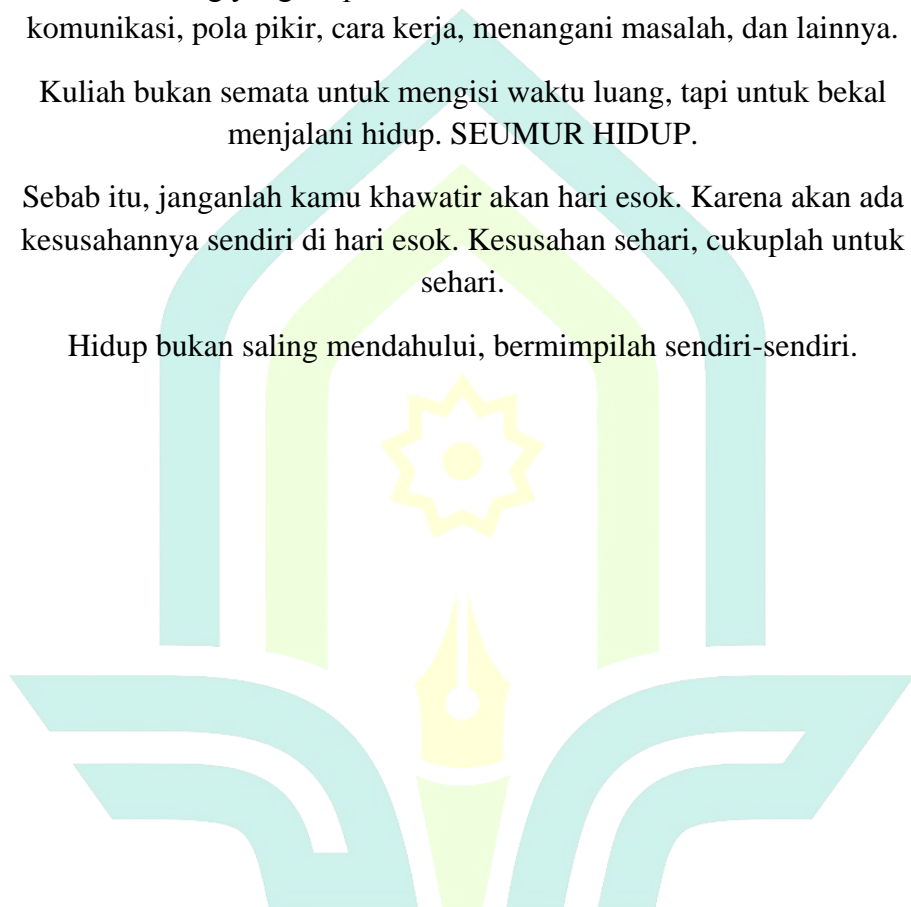 komunikasi, pola pikir, cara kerja, menangani masalah, dan lainnya.
Kuliah bukan semata untuk mengisi waktu luang, tapi untuk bekal
menjalani hidup. SEUMUR HIDUP.
Sebab itu, janganlah kamu khawatir akan hari esok. Karena akan ada
kesusahannya sendiri di hari esok. Kesusahan sehari, cukuplah untuk
sehari.
Hidup bukan saling mendahului, bermimpilah sendiri-sendiri.